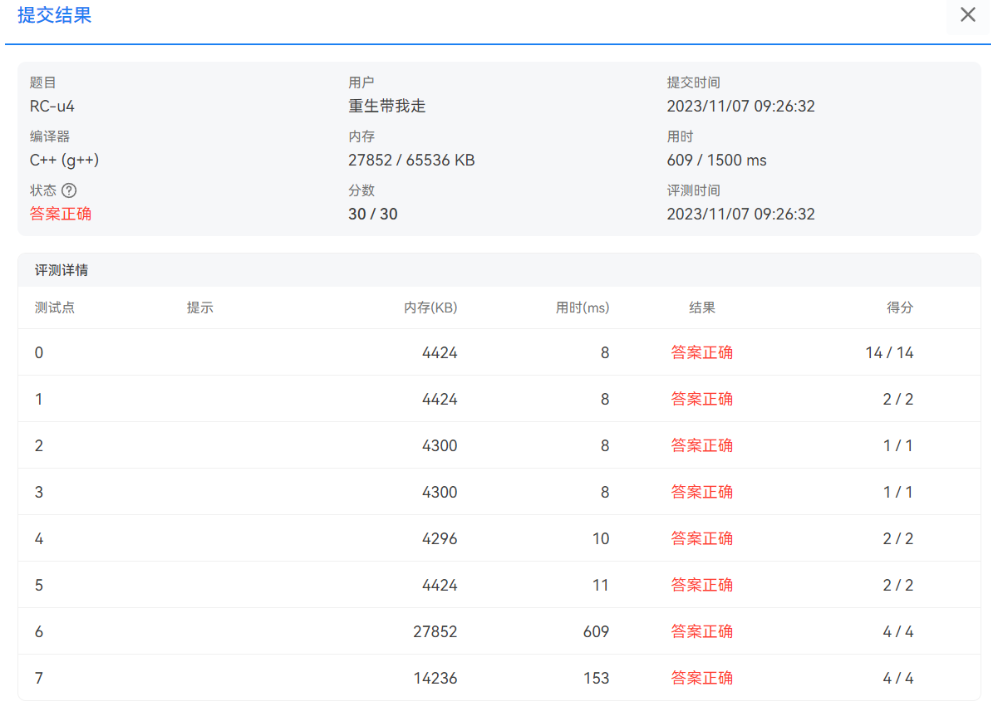 提交结果
题目 用户 提交时间
RC-u4 重生带我走 2023/11/07 09:26:32
编译器 内存 用时
C++ (g++) 27852 / 65536 KB 609 / 1500 ms
状态 分数 评测时间
答案正确 30 / 30 2023/11/07 09:26:32
评测详情
测试点 提示 内存(KB) 用时(ms) 结果 得分
0 4424 8 答案正确 14 / 14
1 4424 8 答案正确 2 / 2
2 4300 8 答案正确 1 / 1
3 4300 8 答案正确 1 / 1
4 4296 10 答案正确 2 / 2
5 4424 11 答案正确 2 / 2
6 27852 609 答案正确 4 / 4
7 14236 153 答案正确 4 / 4